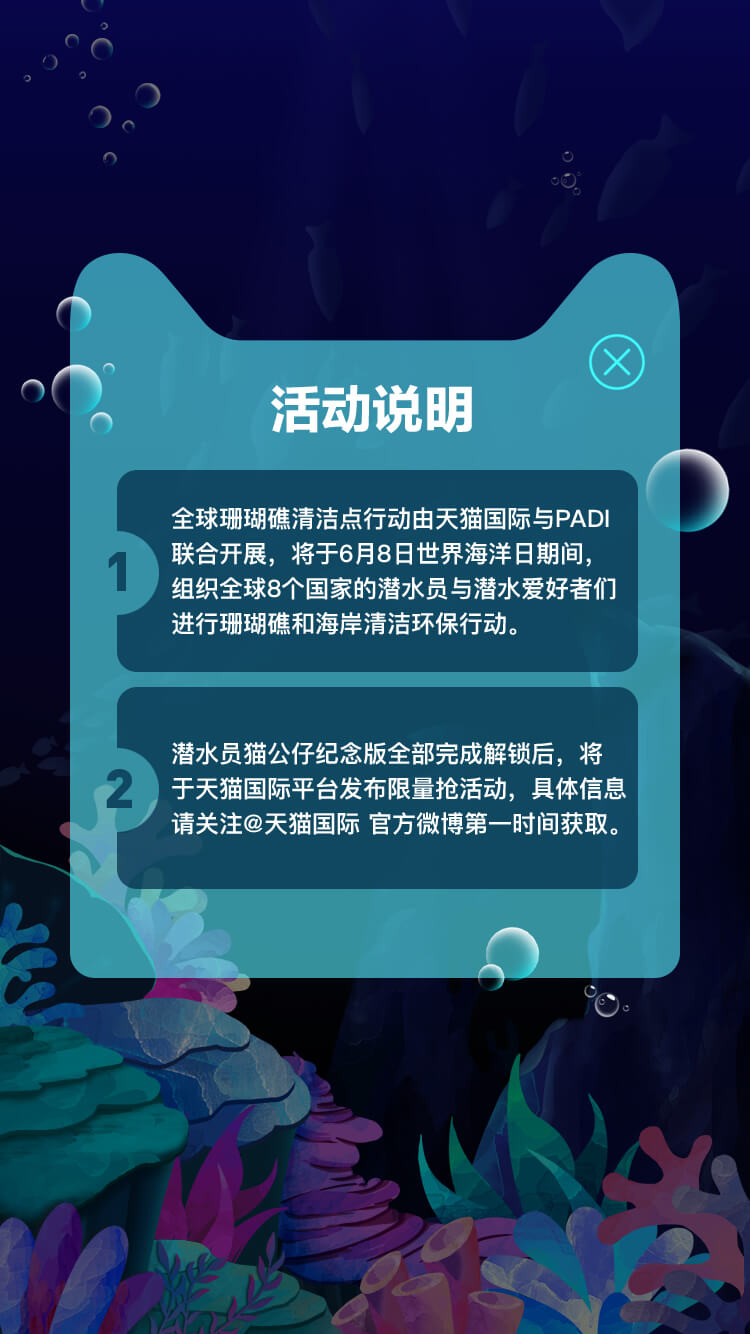 活动说明
1
全球珊瑚礁清洁点行动由天猫国际与PADI
联合开展，将于6月8日世界海洋日期间，
组织全球8个国家的潜水员与潜水爱好者们
进行珊瑚礁和海岸清洁环保行动。
2
潜水员猫公仔纪念版全部完成解锁后，将
于天猫国际平台发布限量抢活动，具体信息
请关注@天猫国际 官方微博第一时间获取。